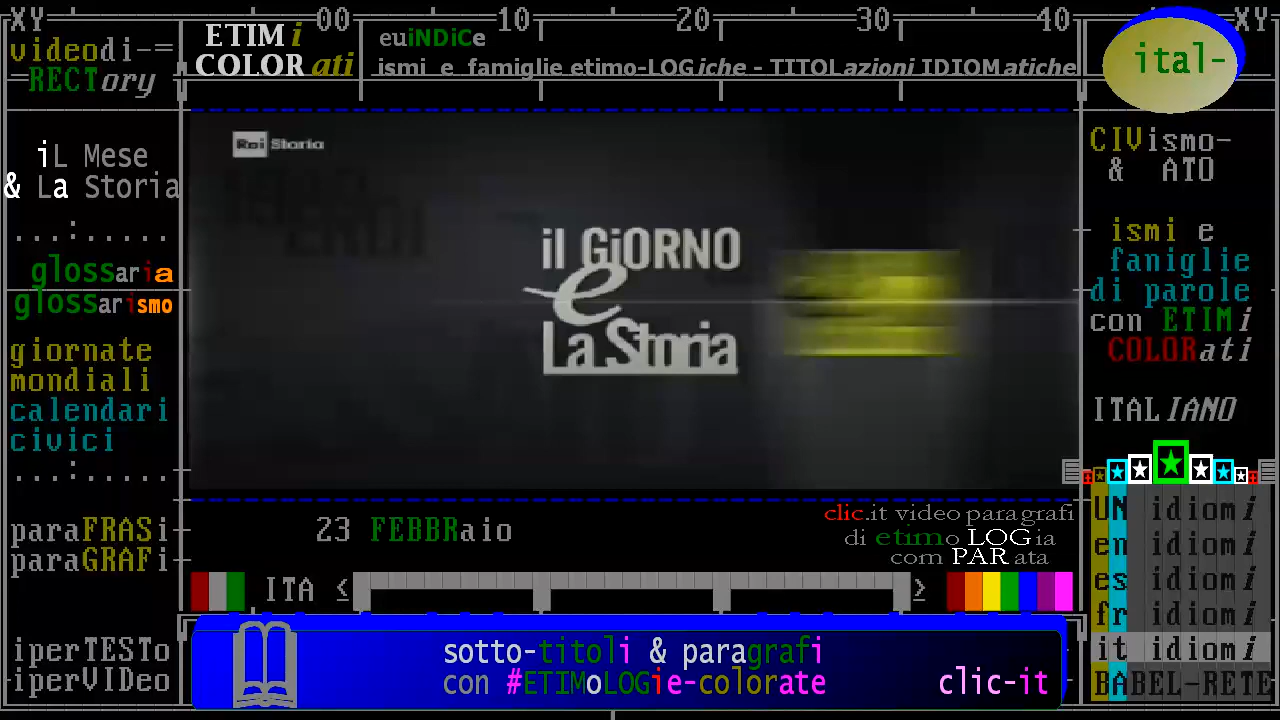 XY 00 10 20 30 40 XY
videodi-=
=RECTory
ETIMi
COLORati
euiNDiCe
ismi e famiglie etimo-LOGiche - TITOLazioni IDIOMatiche
ital-
iL Mese
& La Storia
...:.....
glossaria
glossarismo
giornate
mondiali
calendari
civici
...:.....
paraFRASi
paraGRAFi
iperTESTo
-iperVIDeo
Rai Storia
il GiORNO
e
La Storia
23 FEBBRaio
clic.it video paragrafi
di etimoLOGia
comPARata
ITA <
>
sotto-titoli & paragrafi
con #ETIMoLOGie-colorate
clic-it
CIVismo-
& ATO
ismi e
famiglie
di parole
con ETIMi
COLORati
ITALIANO
UN idiomi
en idiomi
es idiomi
fr idiomi
it idiomi
BABEL-RETE